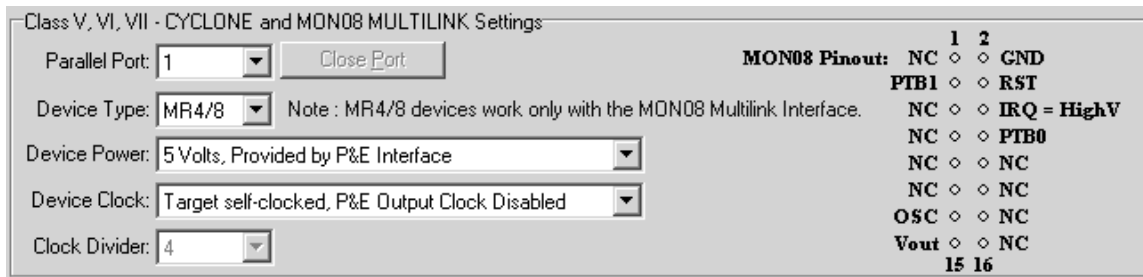 Class V, VI, VII - CYCLONE and MON08 MULTILINK Settings
Parallel Port: 1 Close Port
Device Type: MR4/8 Note : MR4/8 devices work only with the MON08 Multilink Interface.
Device Power: 5 Volts, Provided by P&E Interface
Device Clock: Target self-clocked, P&E Output Clock Disabled
Clock Divider: 4
1 2
MON08 Pinout: NC GND
PTB1 RST
NC IRQ = HighV
NC PTB0
NC NC
NC NC
OSC NC
Vout NC
15 16